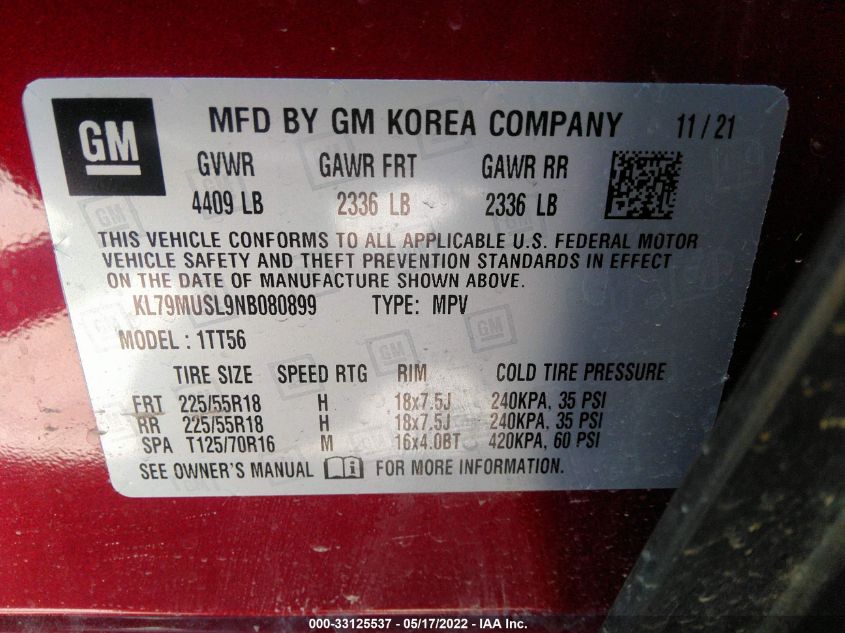 GM MFD BY GM KOREA COMPANY 11/21
GVWR GAWR FRT GAWR RR
4409 LB 2336 LB 2336 LB
THIS VEHICLE CONFORMS TO ALL APPLICABLE U.S. FEDERAL MOTOR
VEHICLE SAFETY AND THEFT PREVENTION STANDARDS IN EFFECT
ON THE DATE OF MANUFACTURE SHOWN ABOVE.
KL79MUSL9NB080899 TYPE: MPV
MODEL : 1TT56
TIRE SIZE SPEED RTG RIM COLD TIRE PRESSURE
FRT 225/55R18 H 18x7.5J 240KPA, 35 PSI
RR 225/55R18 H 18x7.5J 240KPA, 35 PSI
SPA T125/70R16 M 16x4.0BT 420KPA, 60 PSI
SEE OWNER'S MANUAL FOR MORE INFORMATION.
000-33125537 - 05/17/2022 - IAA Inc.